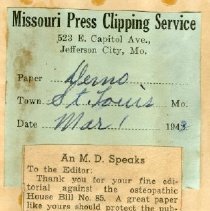 Missouri Press Clipping Service
523 E. Capitol Ave.,
Jefferson City, Mo.
Paper Demo
Town St. Louis Mo.
Date Mar 1 1943
An M. D. Speaks
To the Editor:
Thank you for your fine ed-
itorial against the osteopathic
House Bill No. 85. A great paper
like yours should protect the pub-